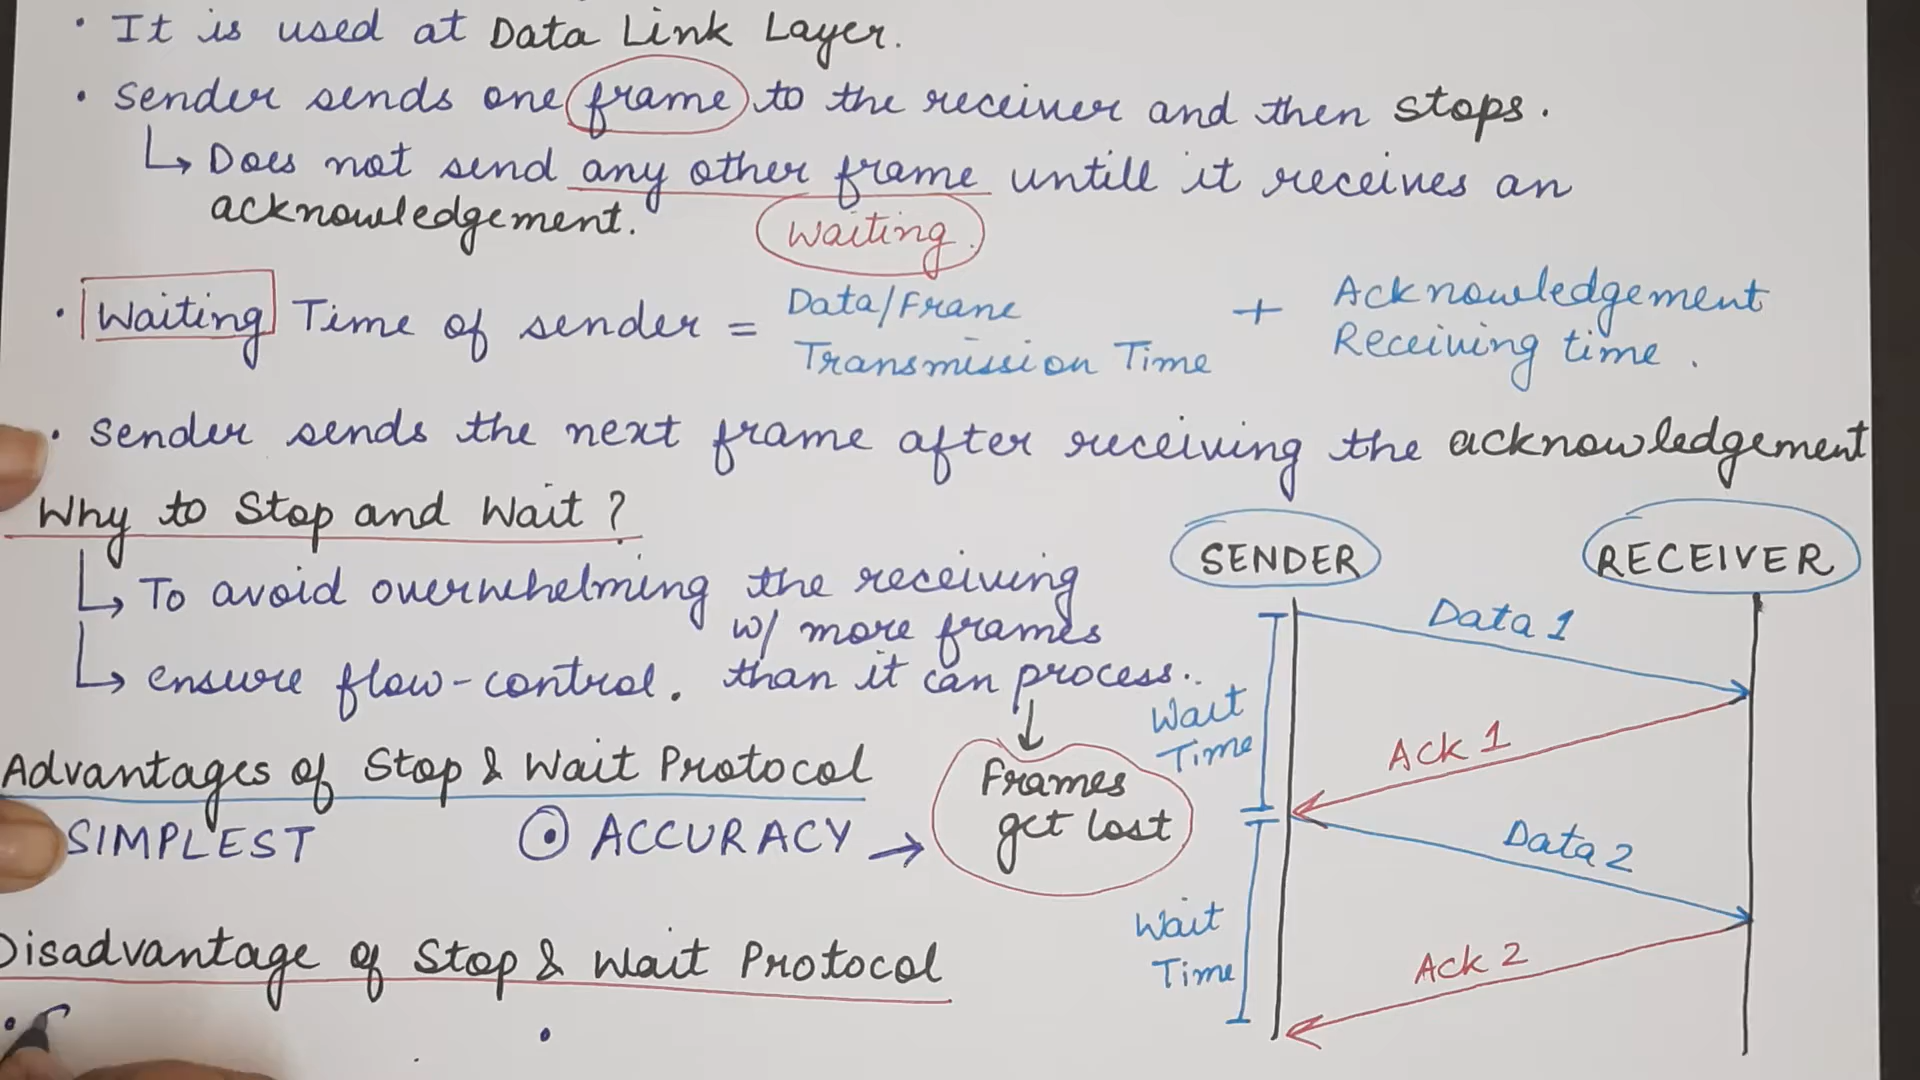 • It is used at Data Link Layer.
• Sender sends one frame to the receiver and then stops.
↳ Does not send any other frame untill it receives an
acknowledgement.
Waiting.
• Waiting Time of sender = Data/Frane Transmission Time + Acknowledgement Receiving time.
• Sender sends the next frame after receiving the acknowledgement
Why to Stop and Wait?
↳ To avoid overwhelming the receiving
w/ more frames
than it can process..
↳ ensure flow-control.
Frames
get lost
Advantages of Stop & Wait Protocol
SIMPLEST
ACCURACY →
Disadvantage of Stop & Wait Protocol
SENDER
RECEIVER
Data 1
Wait
Time
Ack 1
Data 2
Wait
Time
Ack 2